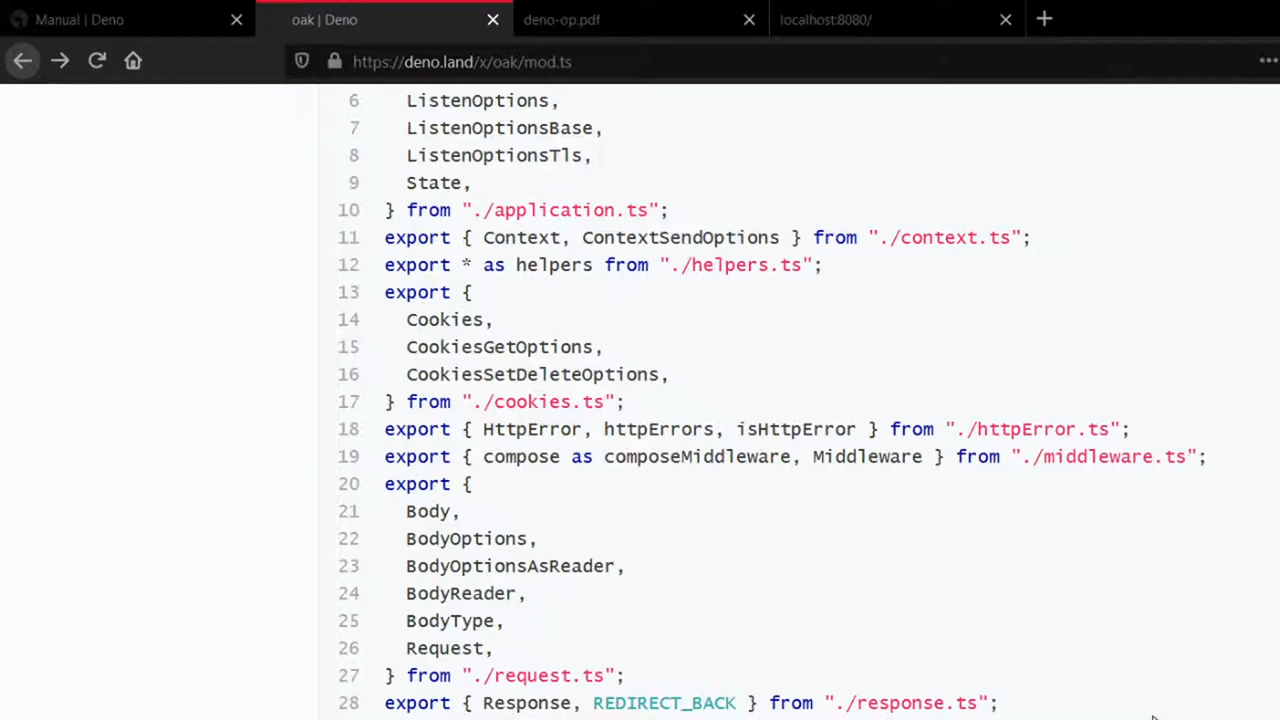 Manual | Deno
oak | Deno
deno-op.pdf
localhost:8080/
https://deno.land/x/oak/mod.ts
6 ListenOptions,
7 ListenOptionsBase,
8 ListenOptionsTls,
9 State,
10 } from "./application.ts";
11 export { Context, ContextSendOptions } from "./context.ts";
12 export * as helpers from "./helpers.ts";
13 export {
14 Cookies,
15 CookiesGetOptions,
16 CookiesSetDeleteOptions,
17 } from "./cookies.ts";
18 export { HttpError, httpErrors, isHttpError } from "./httpError.ts";
19 export { compose as composeMiddleware, Middleware } from "./middleware.ts";
20 export {
21 Body,
22 BodyOptions,
23 BodyOptionsAsReader,
24 BodyReader,
25 BodyType,
26 Request,
27 } from "./request.ts";
28 export { Response, REDIRECT_BACK } from "./response.ts";